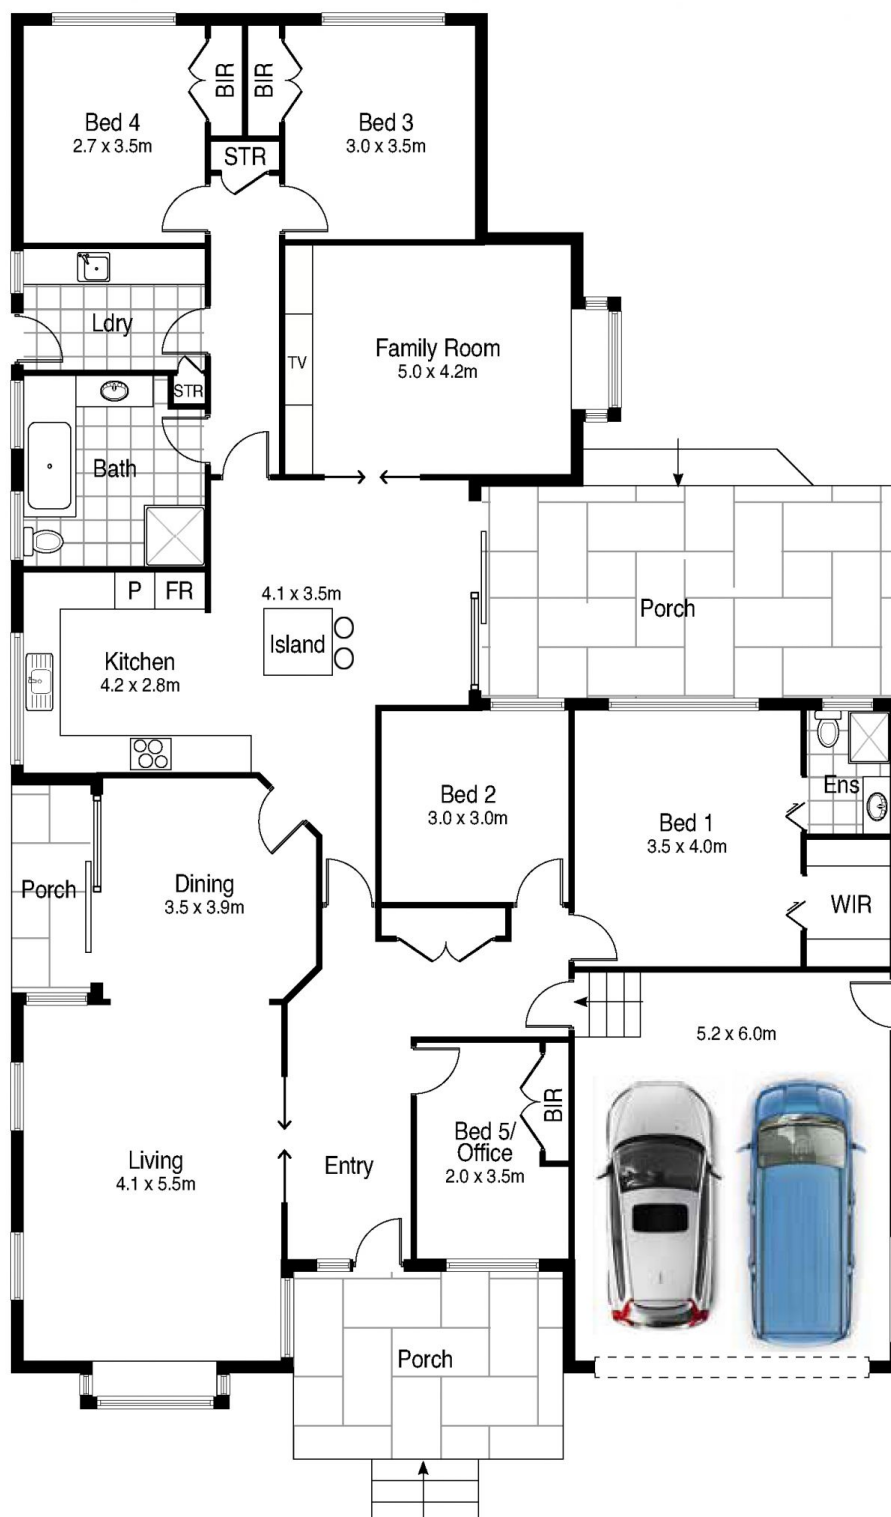 BIR
BIR
Bed 4
2.7 x 3.5m
Bed 3
3.0 x 3.5m
STR
Ldry
Family Room
5.0 x 4.2m
TV
STR
Bath
P
FR
4.1 x 3.5m
Porch
Island
Kitchen
4.2 x 2.8m
Ens
Bed 2
3.0 x 3.0m
Bed 1
3.5 x 4.0m
Porch
Dining
3.5 x 3.9m
WIR
5.2 x 6.0m
BIR
Bed 5/
Office
2.0 x 3.5m
Living
4.1 x 5.5m
Entry
Porch